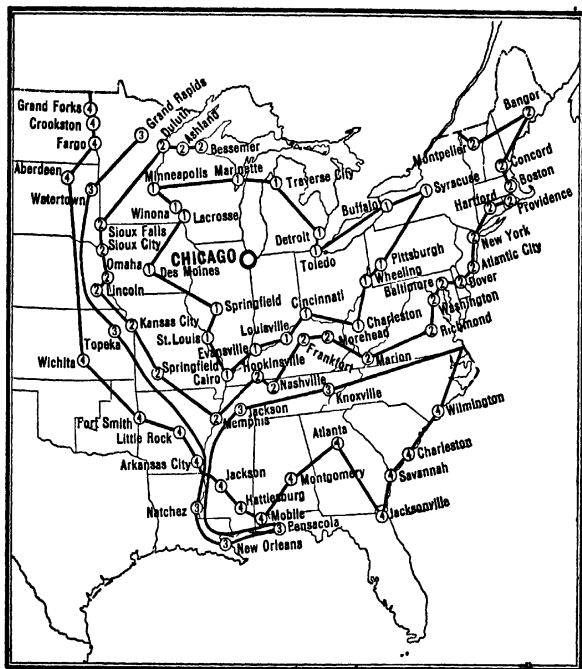 Grand Forks
Crookston
Fargo
Aberdeen
Watertown
Grand Rapids
Duluth
Ashland
Bessemer
Minneapolis
Marinette
Traverse City
Winona
Lacrosse
Sioux Falls
Sioux City
Omaha
Lincoln
Des Moines
CHICAGO
Detroit
Toledo
Buffalo
Syracuse
Bangor
Montpelier
Concord
Boston
Hartford
Providence
New York
Atlantic City
Dover
Baltimore
Washington
Richmond
Pittsburgh
Wheeling
Charleston
Cincinnati
Louisville
Evansville
Springfield
St. Louis
Cairo
Kansas City
Topeka
Wichita
Springfield
Hopkinsville
Nashville
Frankfort
Morehead
Marion
Memphis
Jackson
Knoxville
Fort Smith
Little Rock
Arkansas City
Jackson
Hattiesburg
Natchez
New Orleans
Mobile
Pensacola
Montgomery
Atlanta
Wilmington
Charleston
Savannah
Jacksonville